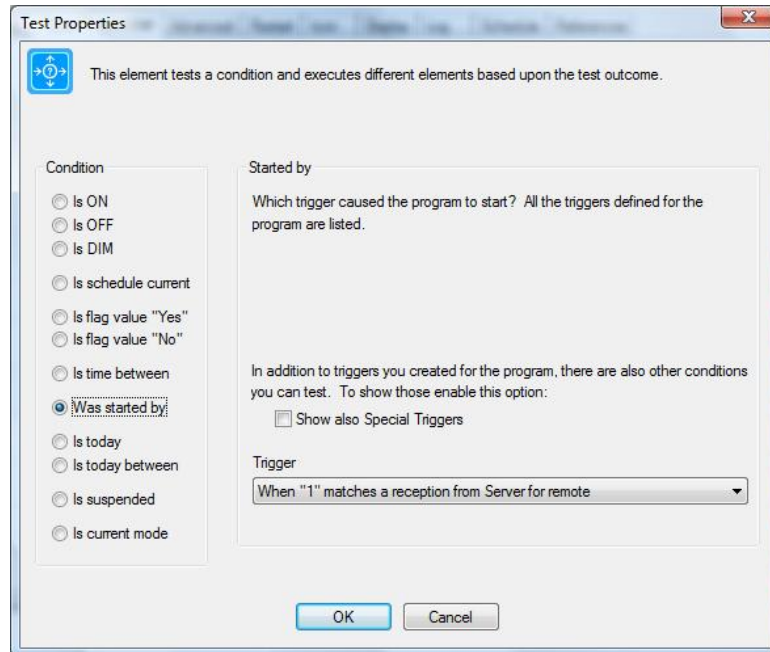 Test Properties
This element tests a condition and executes different elements based upon the test outcome.
Condition
Is ON
Is OFF
Is DIM
Is schedule current
Is flag value "Yes"
Is flag value "No"
Is time between
Was started by
Is today
Is today between
Is suspended
Is current mode
Started by
Which trigger caused the program to start? All the triggers defined for the
program are listed.
In addition to triggers you created for the program, there are also other conditions
you can test. To show those enable this option:
Show also Special Triggers
Trigger
When "1" matches a reception from Server for remote
OK
Cancel